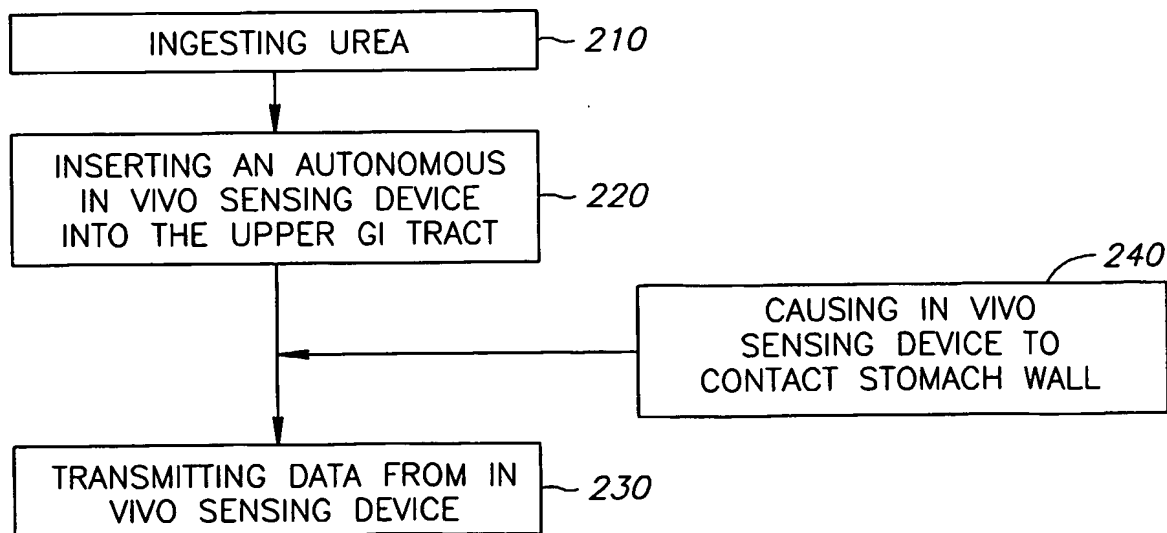 INGESTING UREA
210
INSERTING AN AUTONOMOUS
IN VIVO SENSING DEVICE
INTO THE UPPER GI TRACT
220
240
CAUSING IN VIVO
SENSING DEVICE TO
CONTACT STOMACH WALL
TRANSMITTING DATA FROM IN
VIVO SENSING DEVICE
230